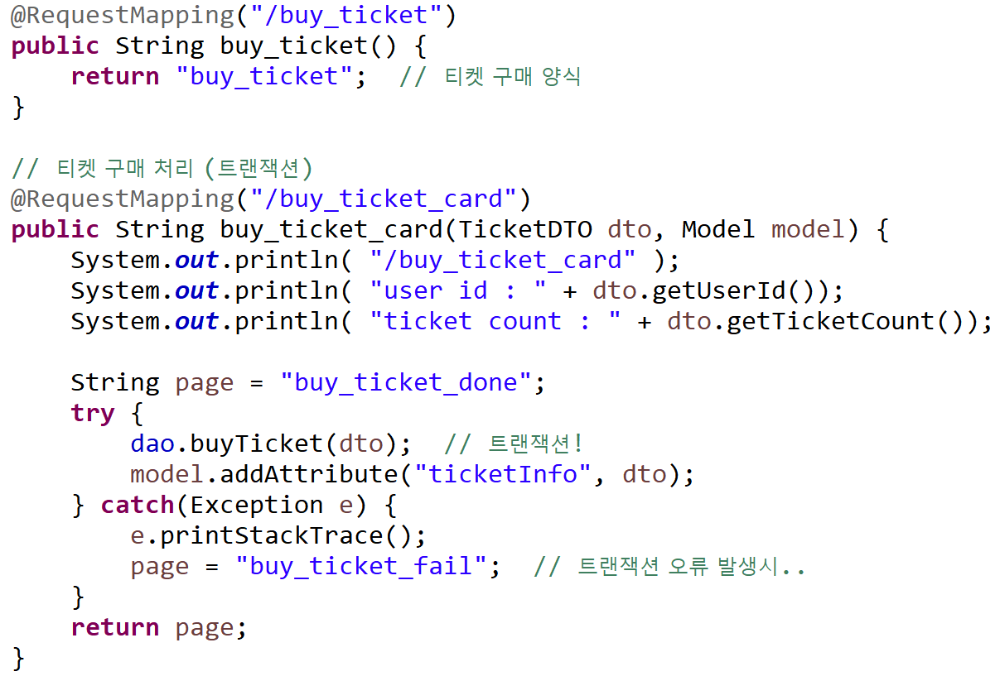 @RequestMapping("/buy_ticket")
public String buy_ticket() {
    return "buy_ticket";  // 티켓 구매 양식
}

// 티켓 구매 처리 (트랜잭션)
@RequestMapping("/buy_ticket_card")
public String buy_ticket_card(TicketDTO dto, Model model) {
    System.out.println( "/buy_ticket_card" );
    System.out.println( "user id : " + dto.getUserId());
    System.out.println( "ticket count : " + dto.getTicketCount());

    String page = "buy_ticket_done";
    try {
        dao.buyTicket(dto);  // 트랜잭션!
        model.addAttribute("ticketInfo", dto);
    } catch(Exception e) {
        e.printStackTrace();
        page = "buy_ticket_fail";  // 트랜잭션 오류 발생시..
    }
    return page;
}